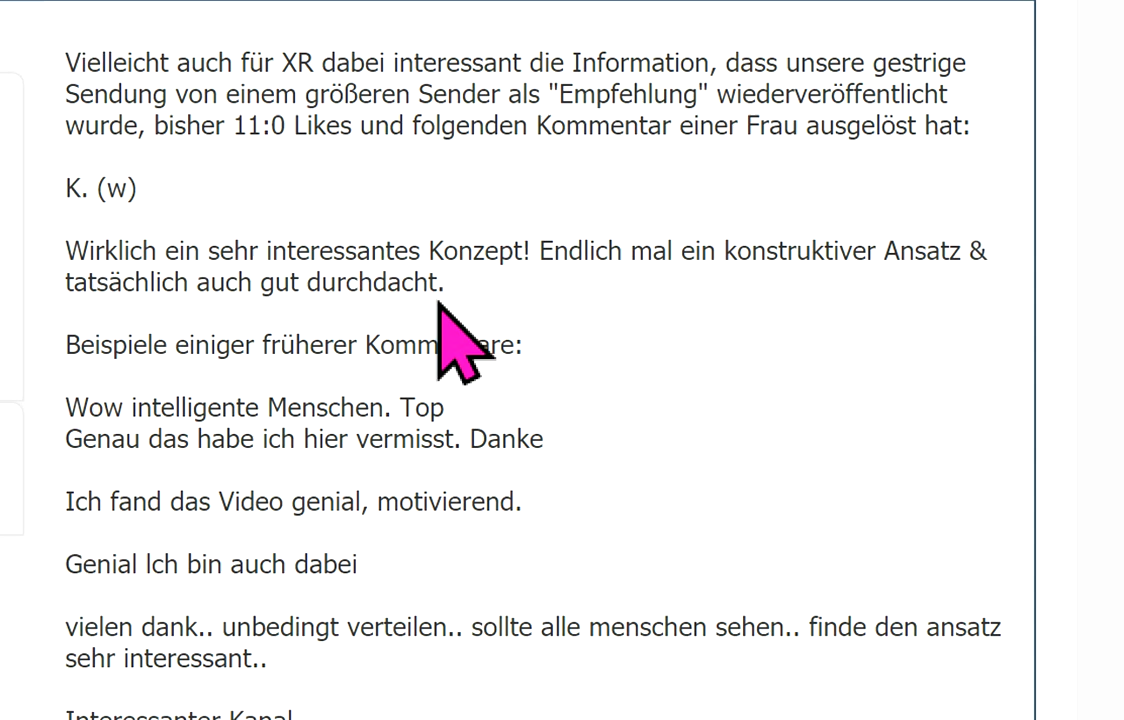 Vielleicht auch für XR dabei interessant die Information, dass unsere gestrige
Sendung von einem größeren Sender als "Empfehlung" wiederveröffentlicht
wurde, bisher 11:0 Likes und folgenden Kommentar einer Frau ausgelöst hat:
K. (w)
Wirklich ein sehr interessantes Konzept! Endlich mal ein konstruktiver Ansatz &
tatsächlich auch gut durchdacht.
Beispiele einiger früherer Kommentare:
Wow intelligente Menschen. Top
Genau das habe ich hier vermisst. Danke
Ich fand das Video genial, motivierend.
Genial lch bin auch dabei
vielen dank.. unbedingt verteilen.. sollte alle menschen sehen.. finde den ansatz
sehr interessant..
Interessanter Kanal